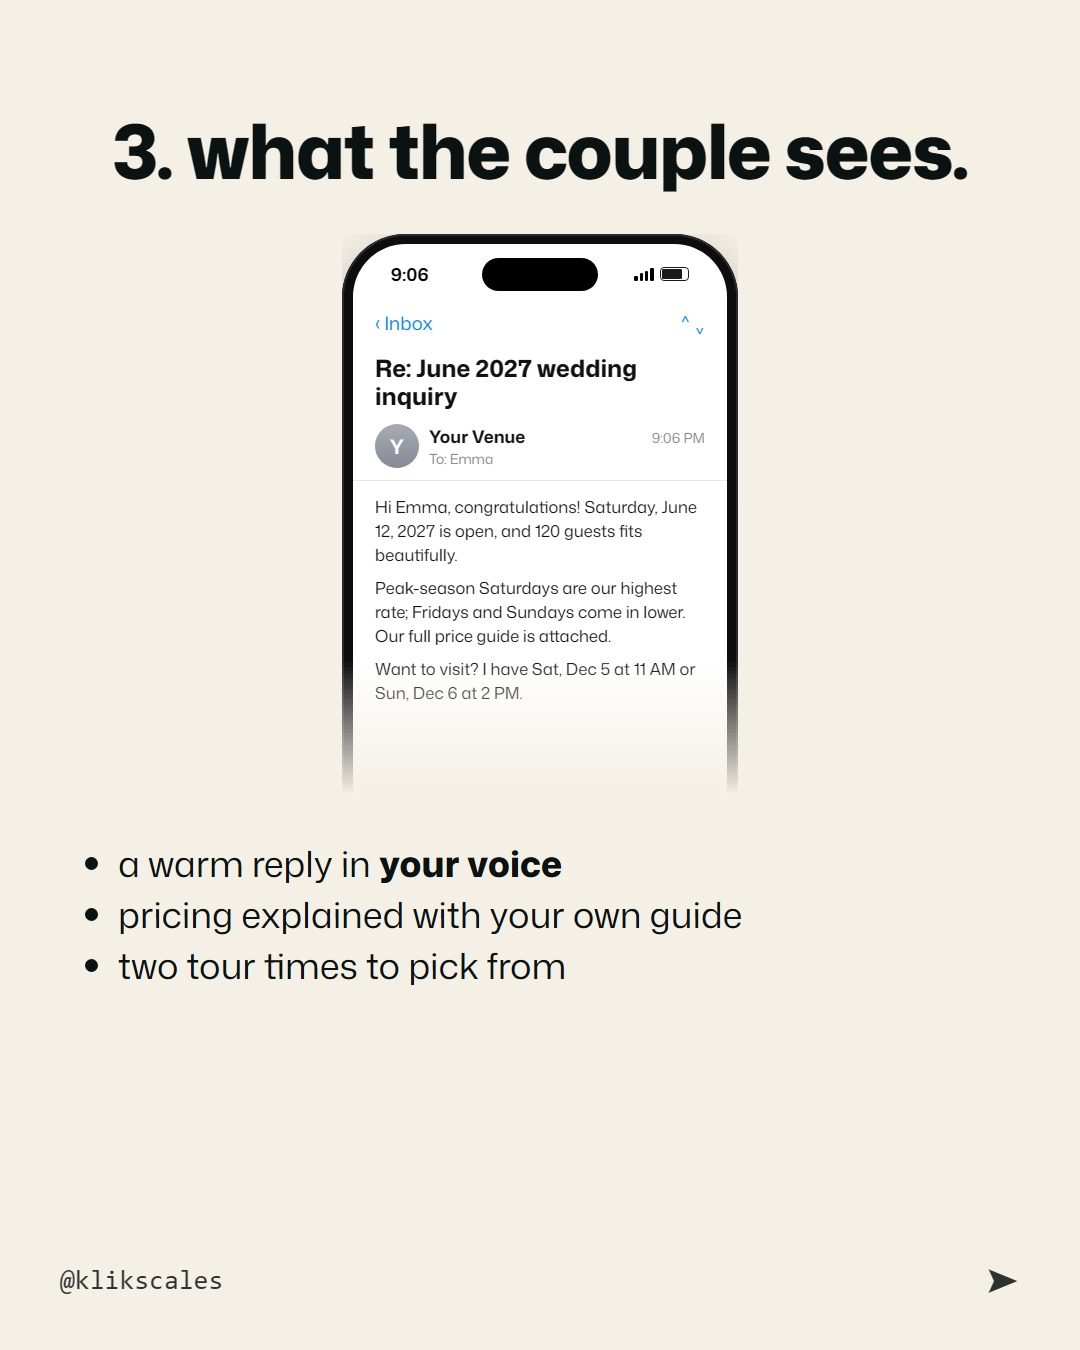 3. what the couple sees.
9:06
‹ Inbox
Re: June 2027 wedding
inquiry
Y
Your Venue
9:06 PM
To: Emma
Hi Emma, congratulations! Saturday, June
12, 2027 is open, and 120 guests fits
beautifully.
Peak-season Saturdays are our highest
rate; Fridays and Sundays come in lower.
Our full price guide is attached.
Want to visit? I have Sat, Dec 5 at 11 AM or
Sun, Dec 6 at 2 PM.
• a warm reply in your voice
• pricing explained with your own guide
• two tour times to pick from
@klikscales